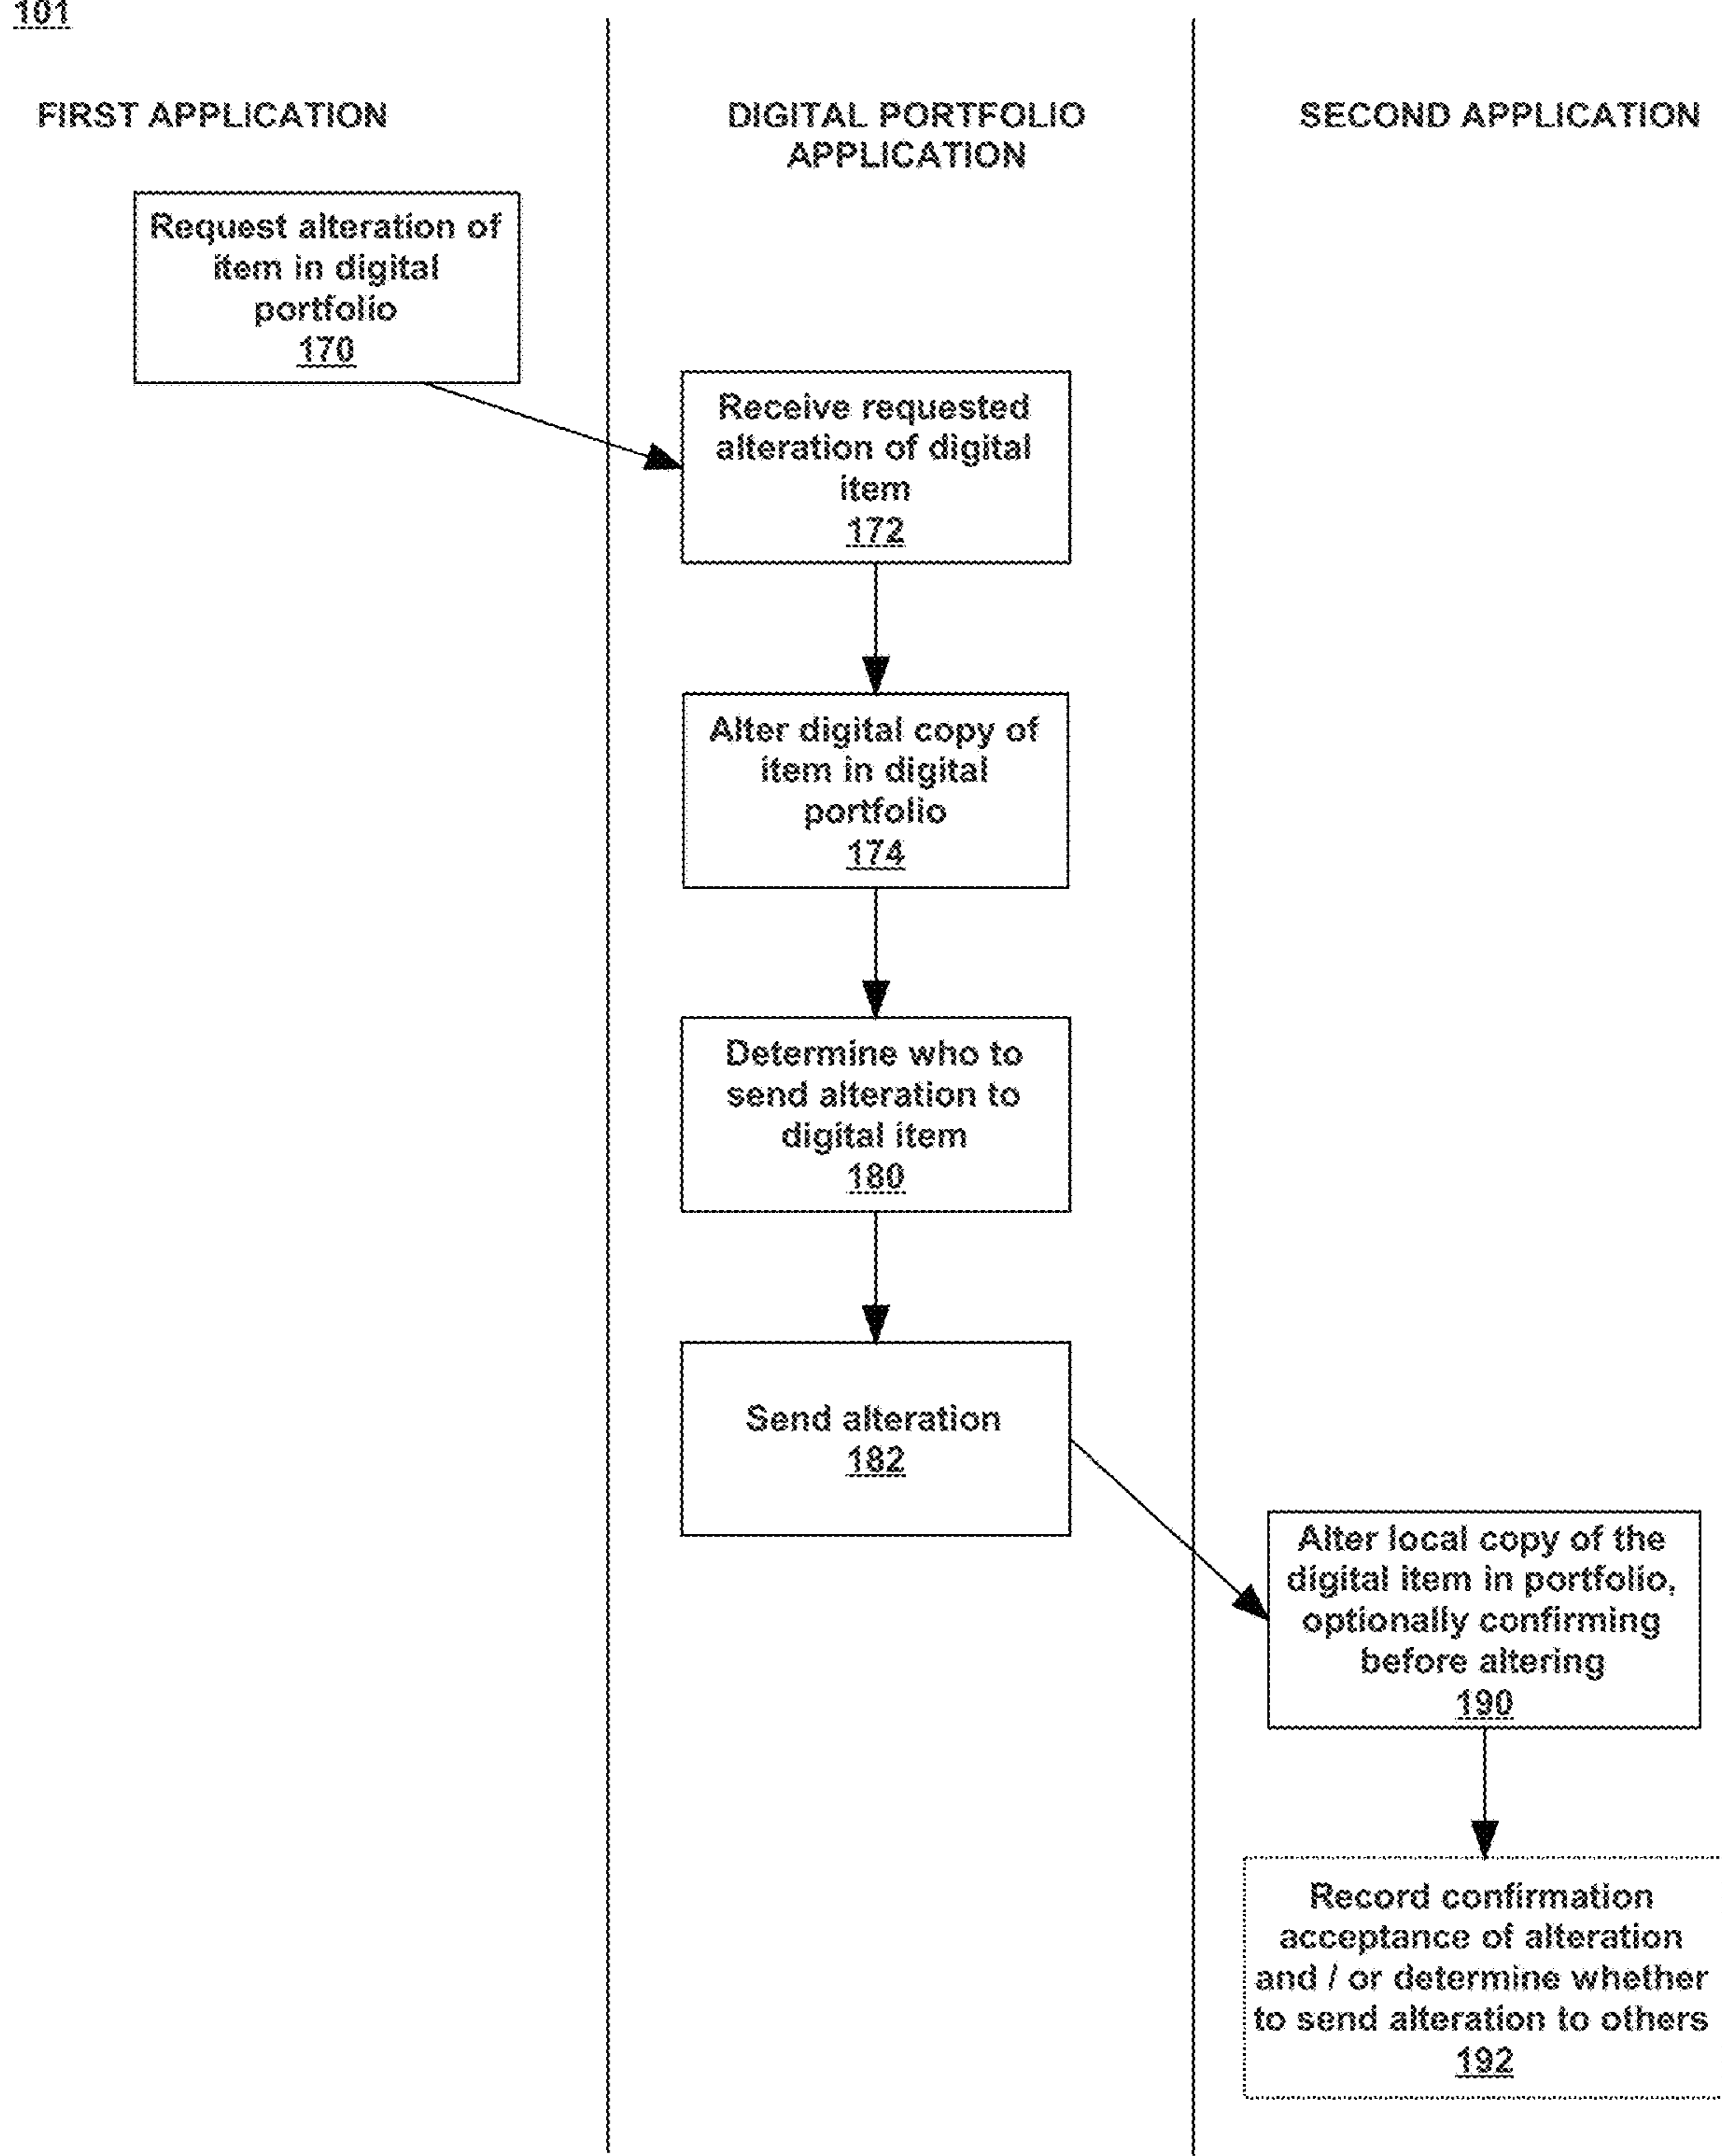 101
FIRST APPLICATION
DIGITAL PORTFOLIO
APPLICATION
SECOND APPLICATION
Request alteration of
item in digital
portfolio
170
Receive requested
alteration of digital
item
172
Alter digital copy of
item in digital
portfolio
174
Determine who to
send alteration to
digital item
180
Send alteration
182
Alter local copy of the
digital item in portfolio,
optionally confirming
before altering
190
Record confirmation
acceptance of alteration
and / or determine whether
to send alteration to others
192